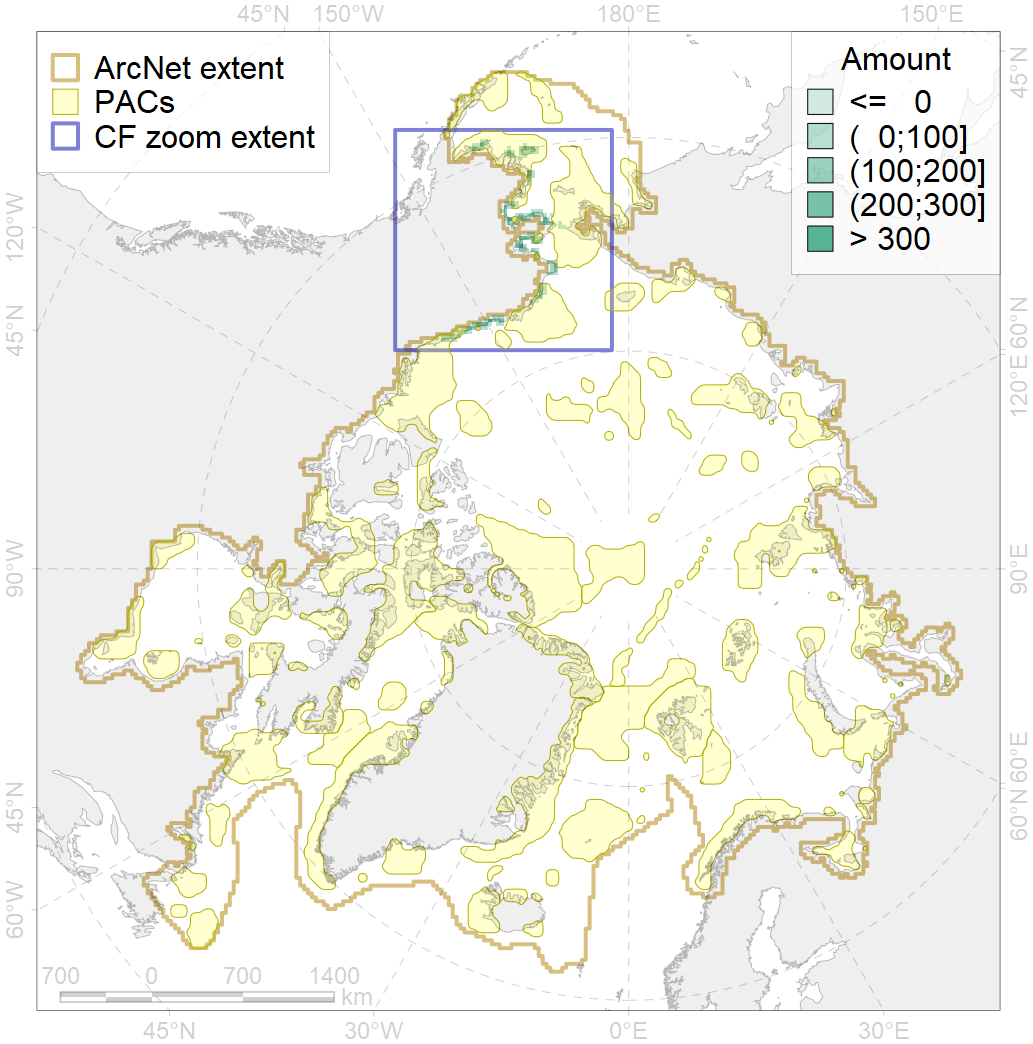 45°N 150°W 180°E 150°E
ArcNet extent
PACs
CF zoom extent
Amount
<= 0
( 0;100]
(100;200]
(200;300]
> 300
45°N
120°W
45°N
90°W
45°N
60°W
60°N
120°E
90°E
60°E
60°N
700 0 700 1400
km
45°N 30°W 0°E 30°E